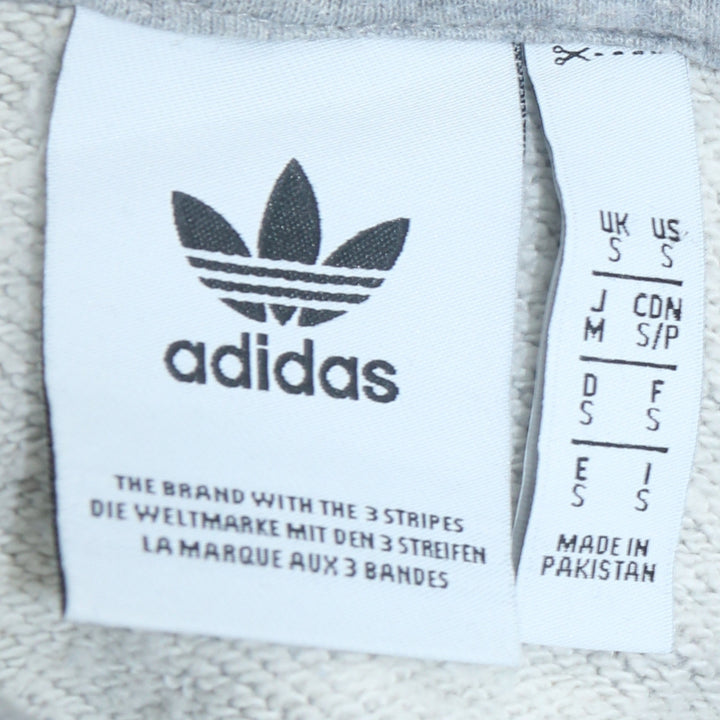 adidas
THE BRAND WITH THE 3 STRIPES
DIE WELTMARKE MIT DEN 3 STREIFEN
LA MARQUE AUX 3 BANDES
UK US
S S
J CDN
M S/P
D F
S S
E I
S S
MADE IN
PAKISTAN